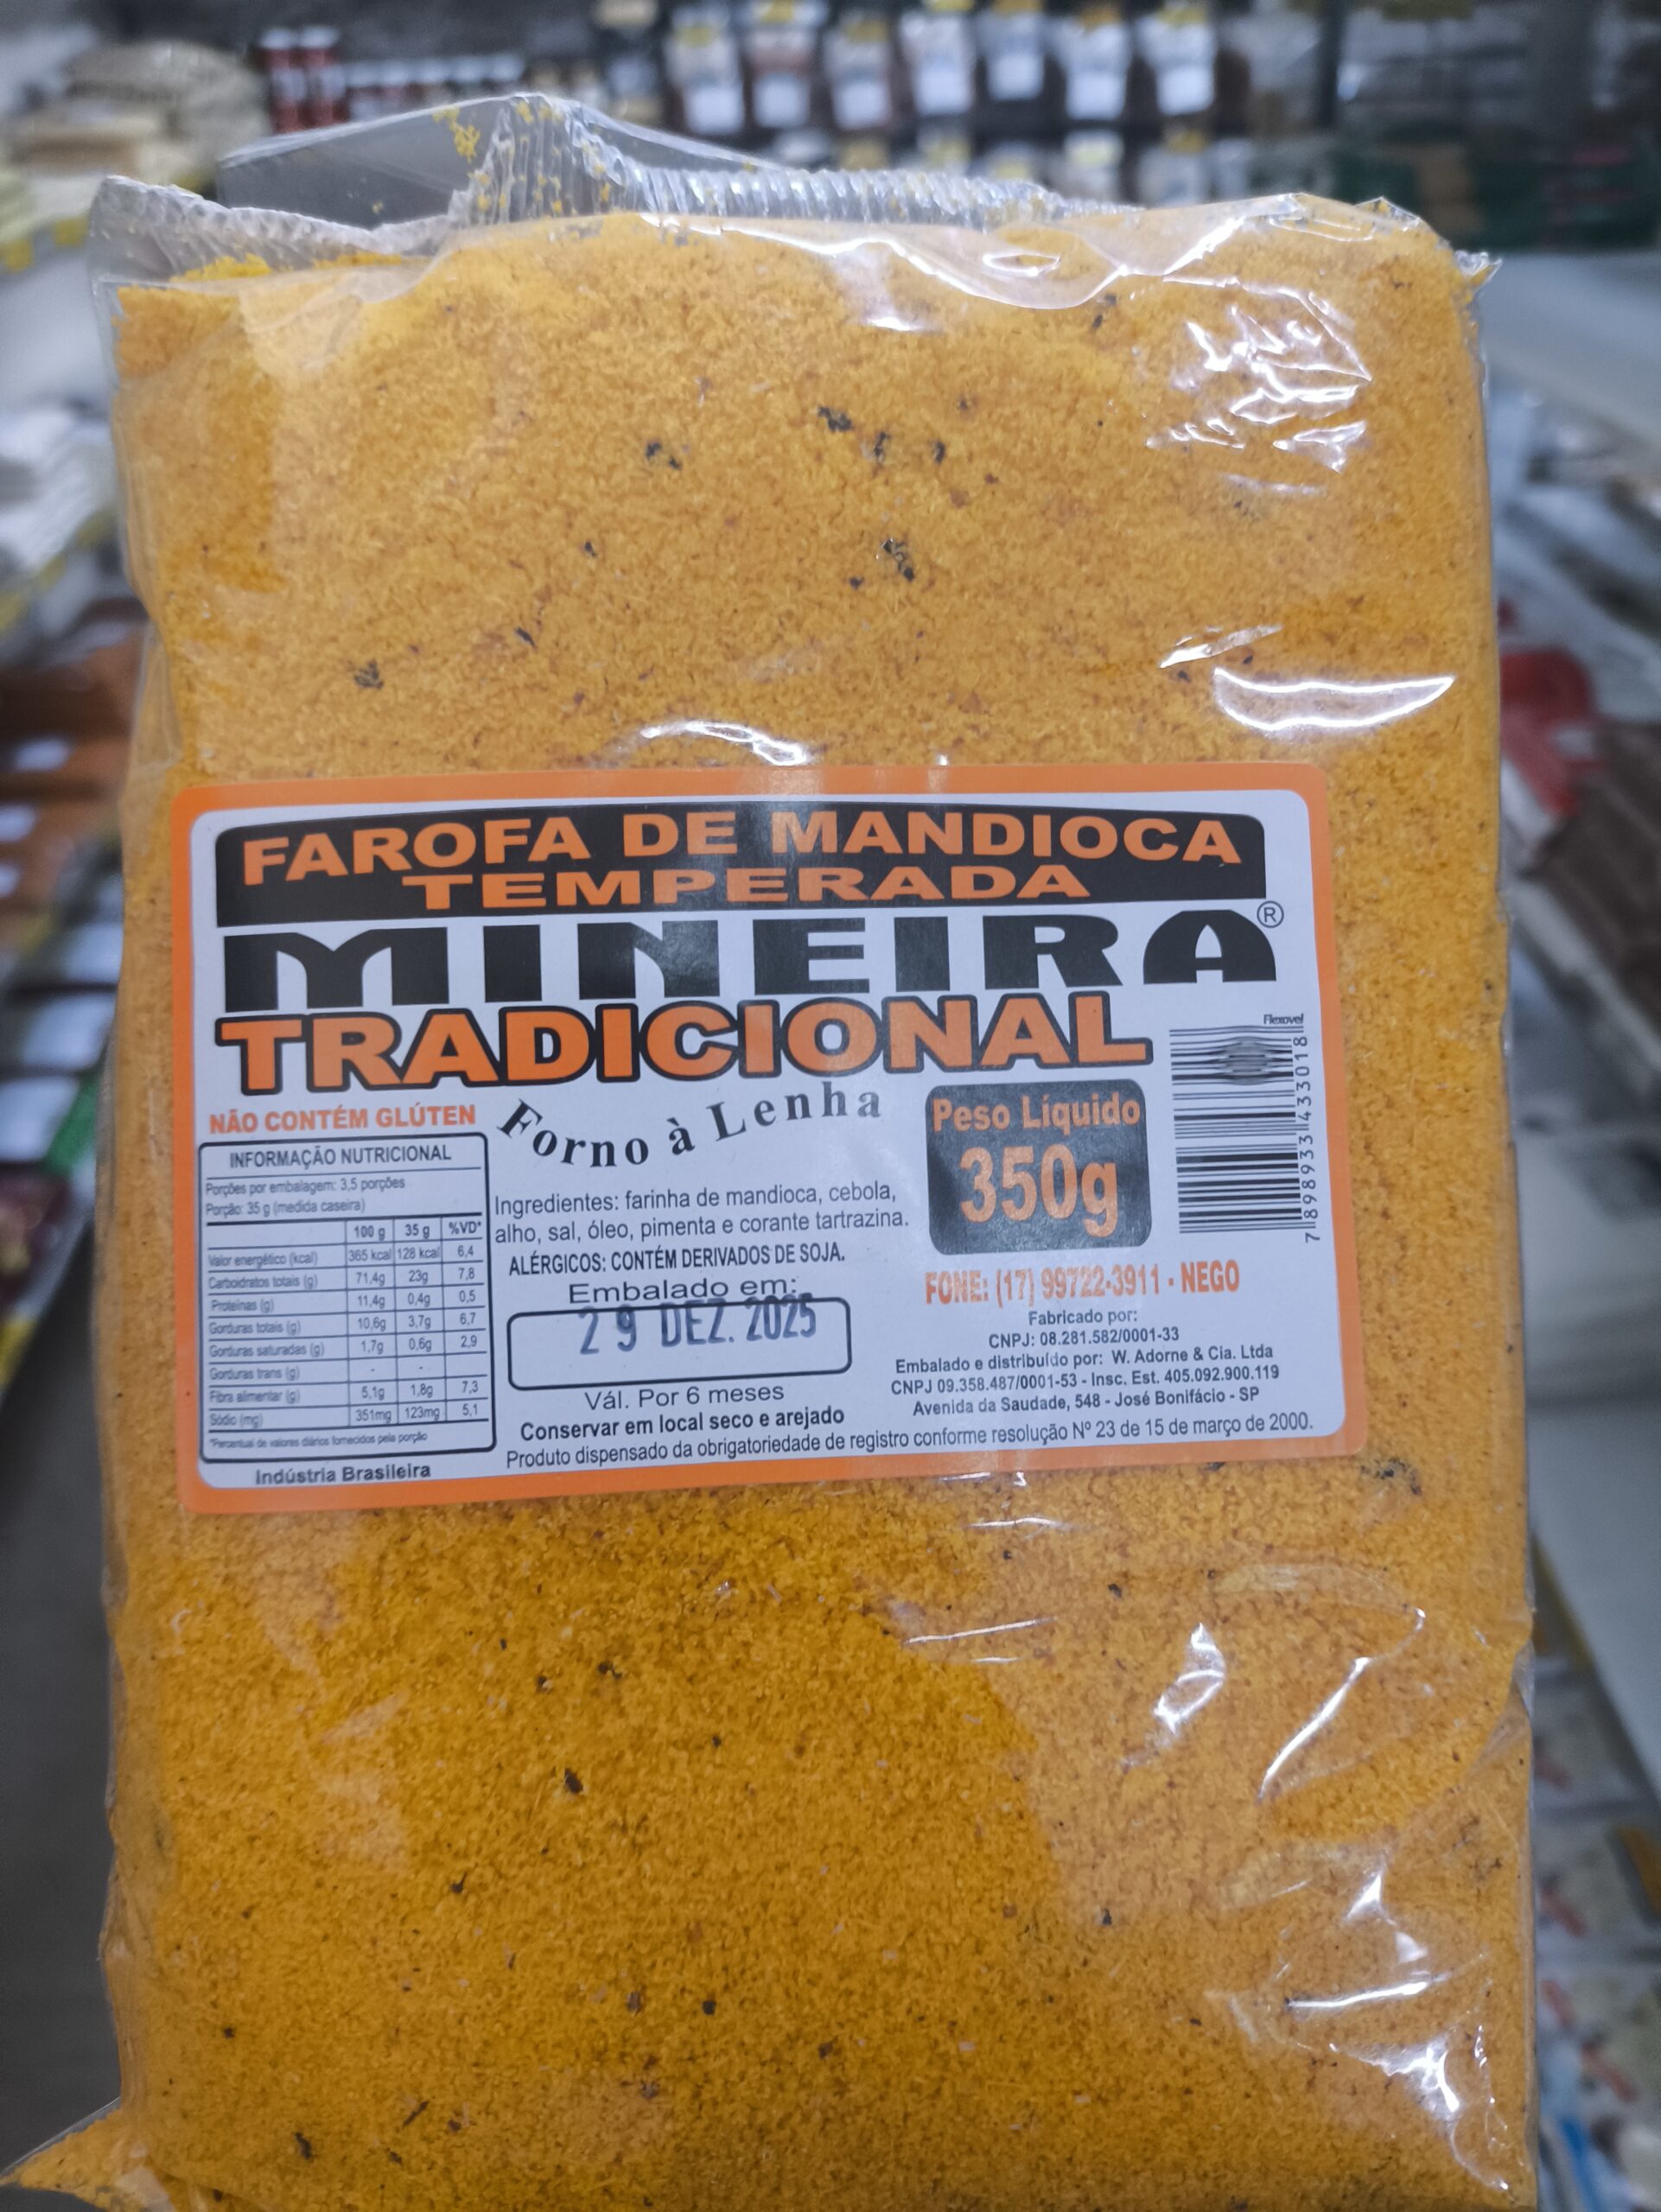 FAROFA DE MANDIOCA
TEMPERADA
MINEIRA®
TRADICIONAL
Flexovel
7 898933 433018
NÃO CONTÉM GLÚTEN
Forno à Lenha
Peso Líquido
350g
INFORMAÇÃO NUTRICIONAL
Porções por embalagem: 3,5 porções
Porção: 35 g (medida caseira)
100 g 35 g %VD*
Valor energético (kcal) 365 kcal 128 kcal 6,4
Carboidratos totais (g) 71,4g 23g 7,8
Proteínas (g) 11,4g 0,4g 0,5
Gorduras totais (g) 10,6g 3,7g 6,7
Gorduras saturadas (g) 1,7g 0,6g 2,9
Gorduras trans (g) - -
Fibra alimentar (g) 5,1g 1,8g 7,3
Sódio (mg) 351mg 123mg 5,1
*Percentual de valores diários fornecidos pela porção
Indústria Brasileira
Ingredientes: farinha de mandioca, cebola,
alho, sal, óleo, pimenta e corante tartrazina.
ALÉRGICOS: CONTÉM DERIVADOS DE SOJA.
Embalado em:
29 DEZ. 2025
Vál. Por 6 meses
Conservar em local seco e arejado
FONE: (17) 99722-3911 - NEGO
Fabricado por:
CNPJ: 08.281.582/0001-33
Embalado e distribuído por: W. Adorne & Cia. Ltda
CNPJ 09.358.487/0001-53 - Insc. Est. 405.092.900.119
Avenida da Saudade, 548 - José Bonifácio - SP
Produto dispensado da obrigatoriedade de registro conforme resolução Nº 23 de 15 de março de 2000.